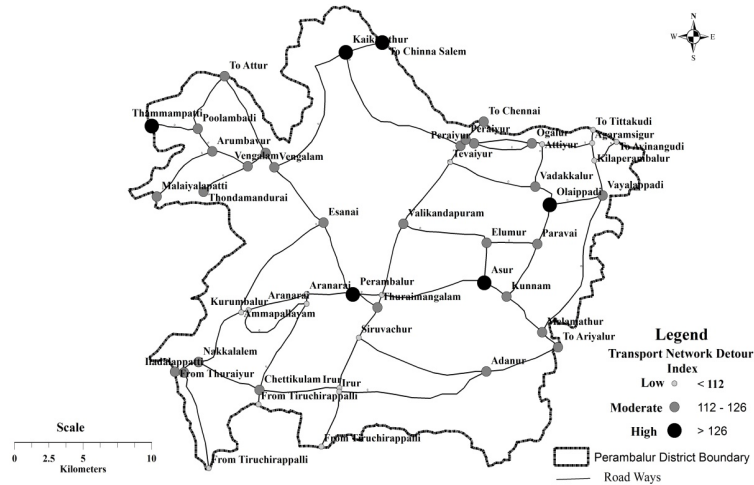 N
W E
S
Kaikalathur
To Chinna Salem
To Attur
Thammampatti
Poolambadi
To Chennai
To Tittakudi
Arumbavur
Peraiyur Peraiyur Ogalur Agaramsigur
Attiyur To Avinangudi
Vengalam Vengalam
Tevaiyur
Kilaperambalur
Malaiyalapatti
Thondamandurai
Vadakkalur
Olaippadi Vayalappadi
Esanai
Valikandapuram
Elumur Paravai
Asur
Aranarai Perambalur
Kurumbalur Aranarai
Thuraimangalam
Kunnam
Ammapallayam
Siruvachur
Malamathur
To Ariyalur
Nakkalalem
From Thuraiyur
Chettikulam Irur
Irur
Adanur
From Tiruchirappalli
From Tiruchirappalli
From Tiruchirappalli
Scale
10 5 2.5 0 10
Kilometers
Legend
Transport Network Detour
Index
Low < 112
Moderate 112 - 126
High > 126
Perambalur District Boundary
Road Ways